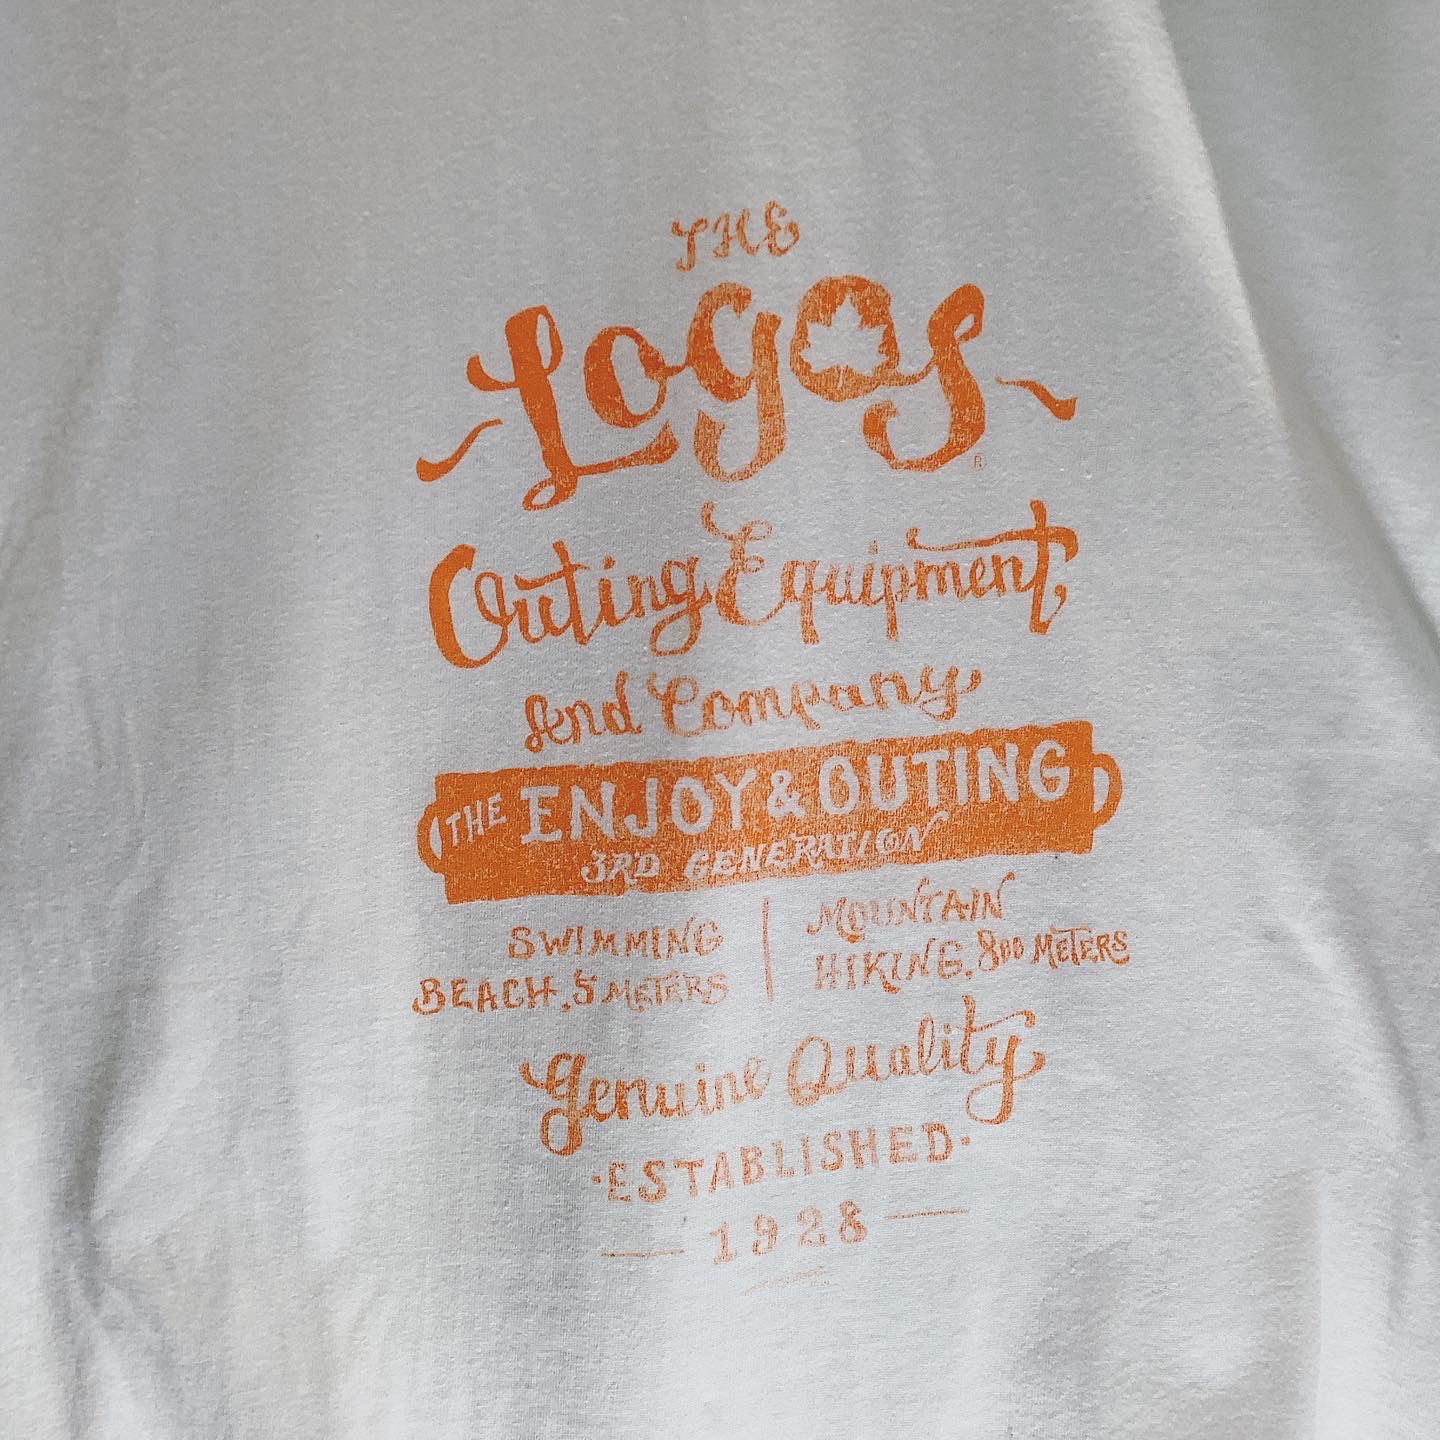 THE
Logos
®
Outing Equipment,
And Company
THE ENJOY & OUTING
3RD GENERATION
SWIMMING
BEACH, 5 METERS
MOUNTAIN
HIKING, 800 METERS
Genuine Quality
·ESTABLISHED·
1928